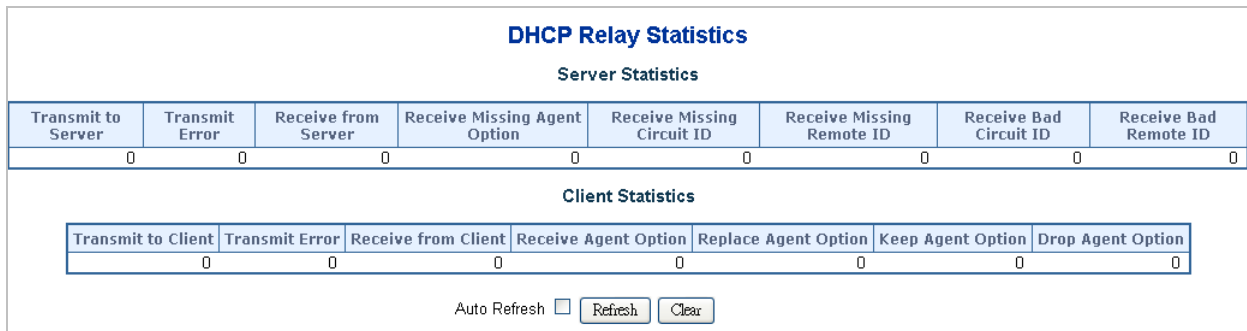 DHCP Relay Statistics
Server Statistics
Transmit to Server Transmit Error Receive from Server Receive Missing Agent Option Receive Missing Circuit ID Receive Missing Remote ID Receive Bad Circuit ID Receive Bad Remote ID
0 0 0 0 0 0 0 0
Client Statistics
Transmit to Client Transmit Error Receive from Client Receive Agent Option Replace Agent Option Keep Agent Option Drop Agent Option
0 0 0 0 0 0 0
Auto Refresh Refresh Clear